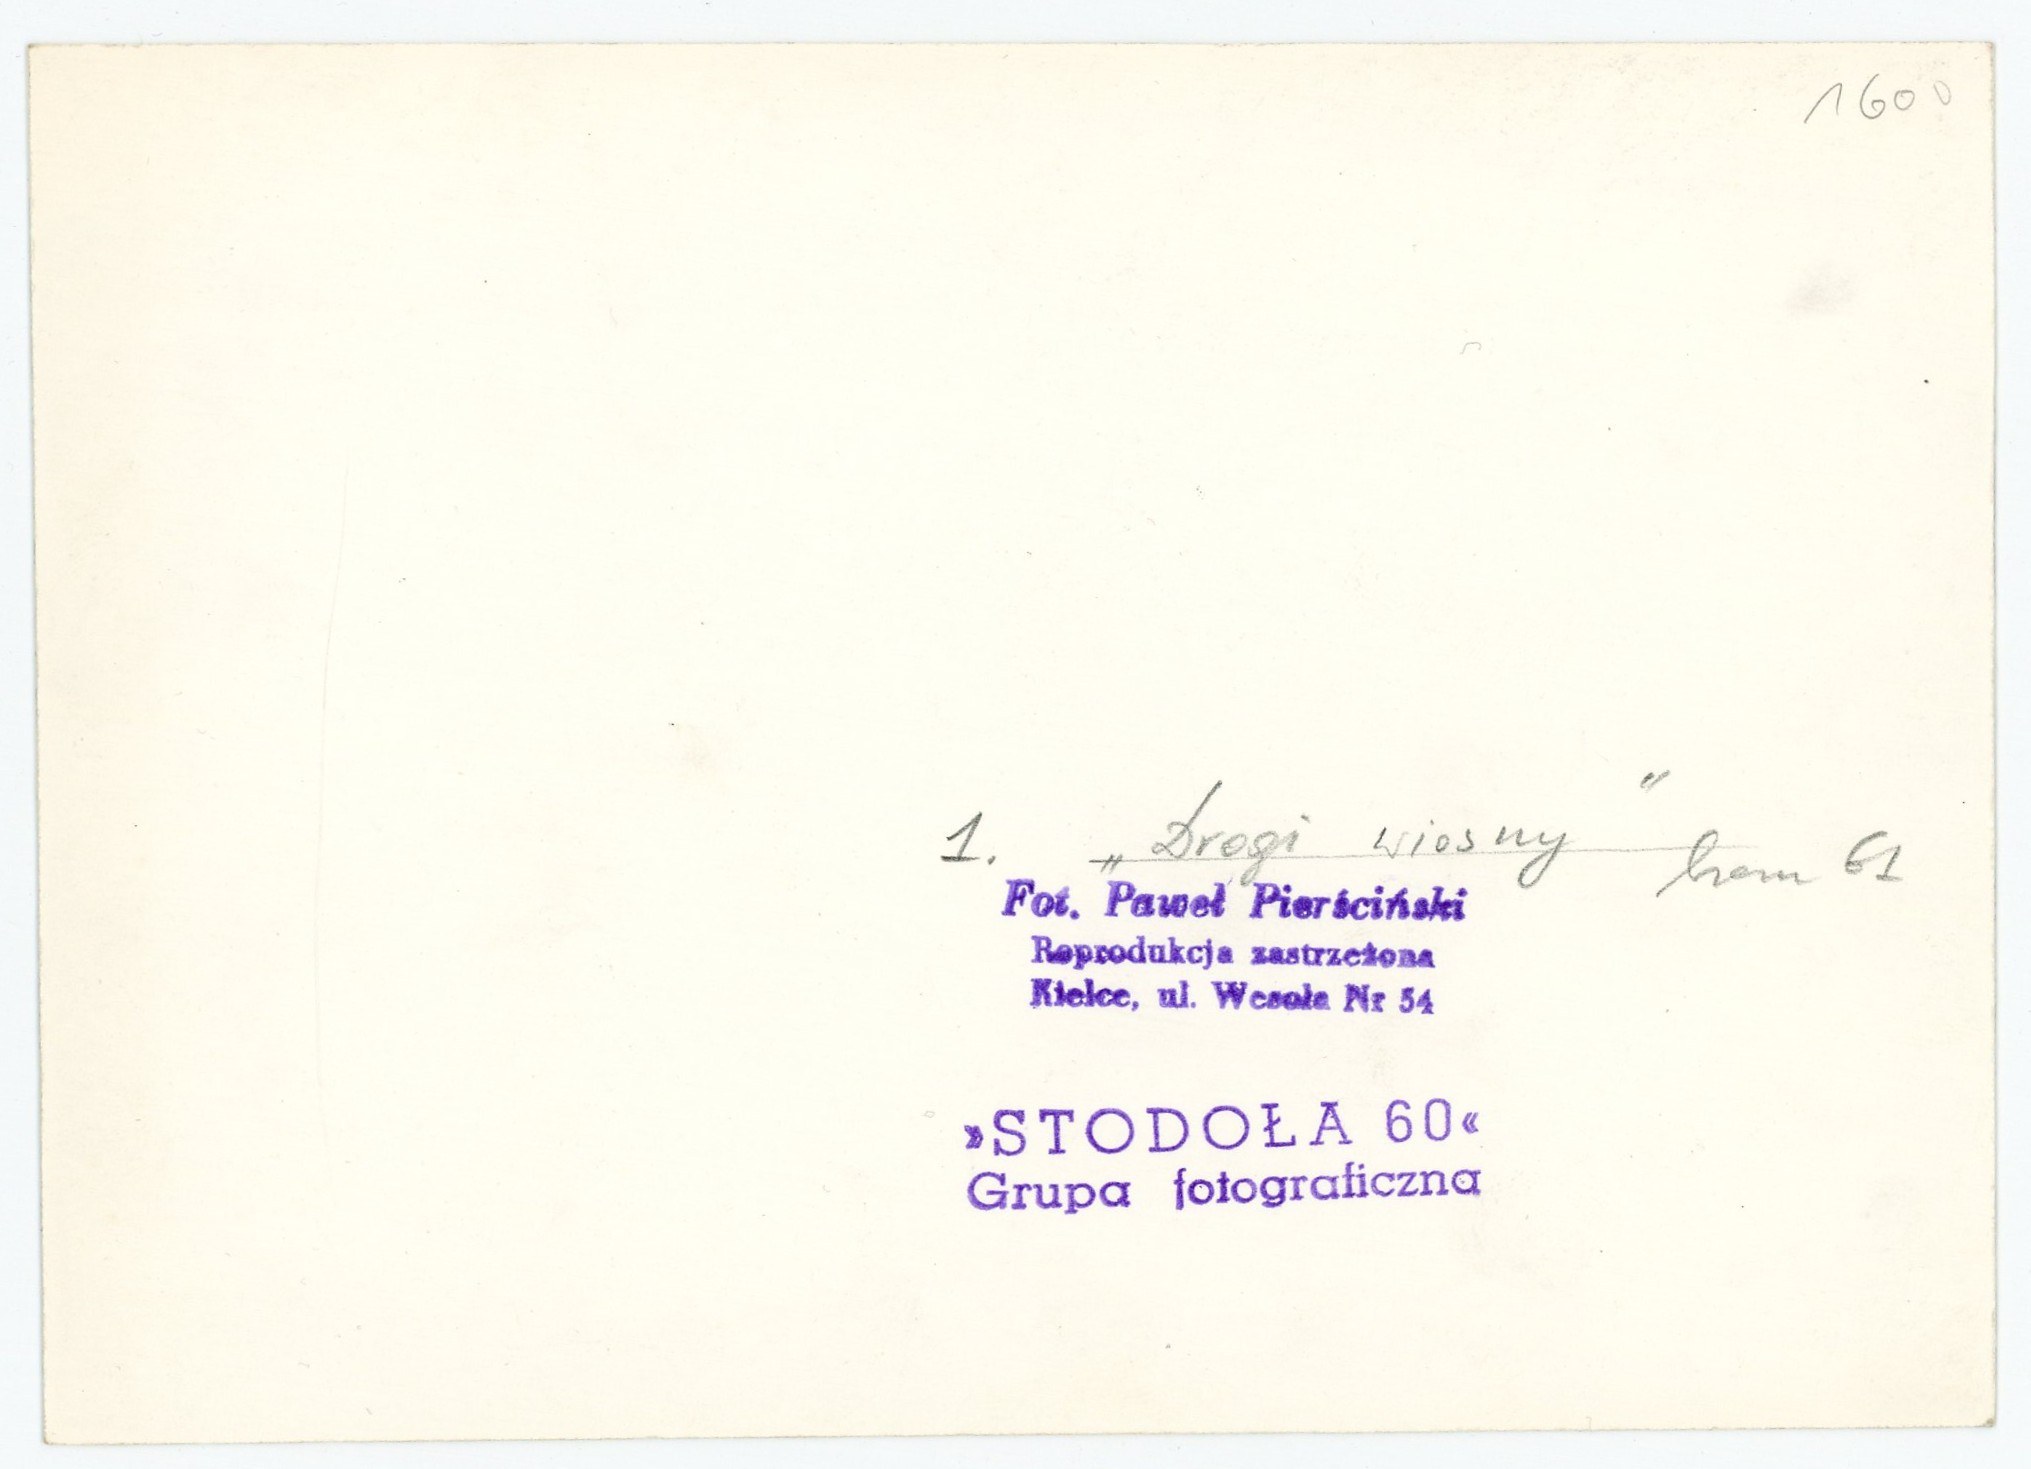 1600
1. „Drogi wiosny" brom 61
Fot. Paweł Pierściński
Reprodukcja zastrzeżona
Kielce, ul. Wesoła Nr 54
»STODOŁA 60«
Grupa fotograficzna